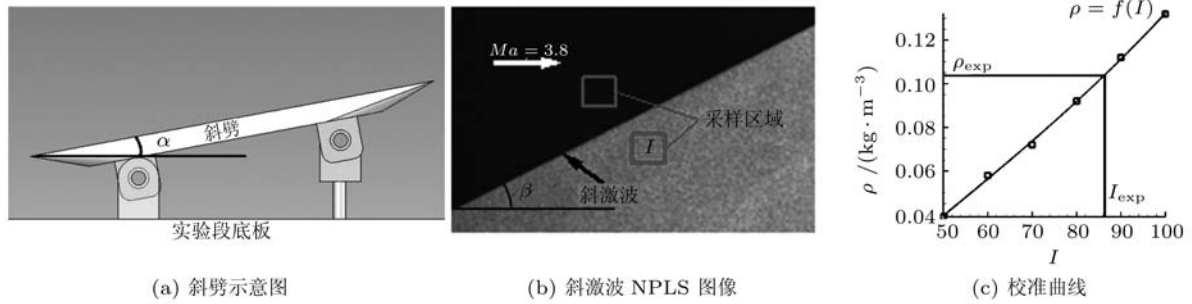 α
斜劈
实验段底板
(a) 斜劈示意图
Ma = 3.8
采样区域
I
β
斜激波
(b) 斜激波 NPLS 图像
ρ = f(I)
0.12
ρexp
0.10
0.08
0.06
0.04
ρ /(kg·m−3)
Iexp
50 60 70 80 90 100
I
(c) 校准曲线